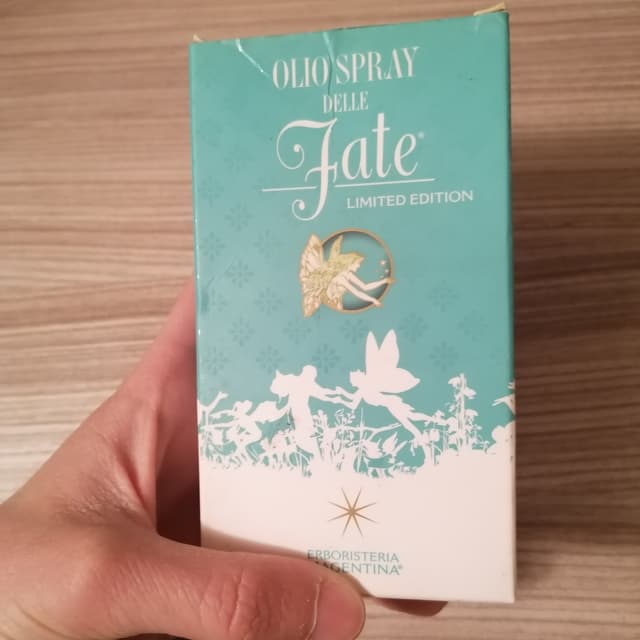 OLIO SPRAY
DELLE
Fate®
LIMITED EDITION
ERBORISTERIA